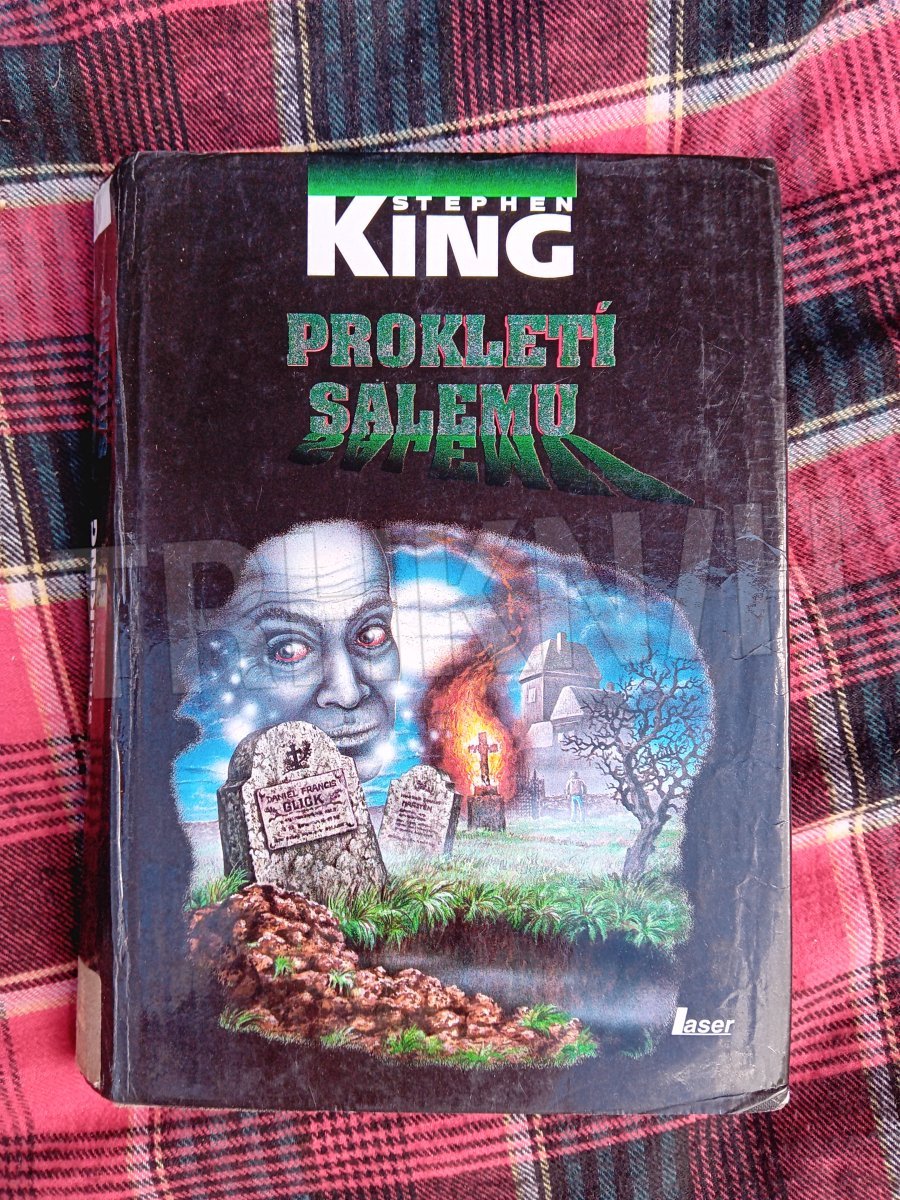 STEPHEN
KING
PROKLETÍ
SALEMU
DANIEL FRANCIS
GLICK
Laser